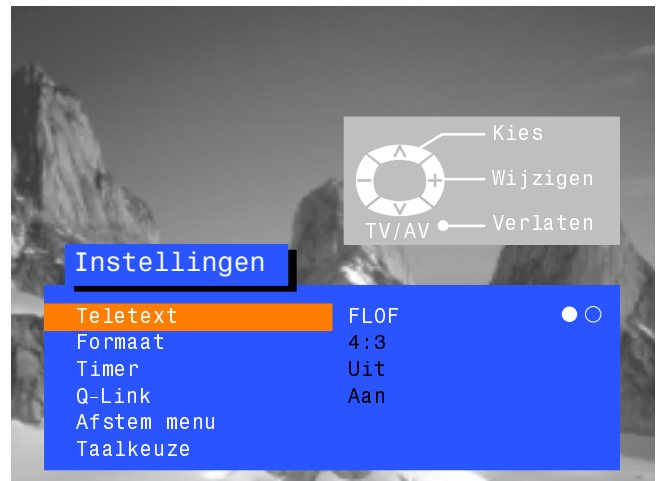 Kies
Wijzigen
TV/AV Verlaten
Instellingen
Teletext FLOF
Formaat 4:3
Timer Uit
Q-Link Aan
Afstem menu
Taalkeuze